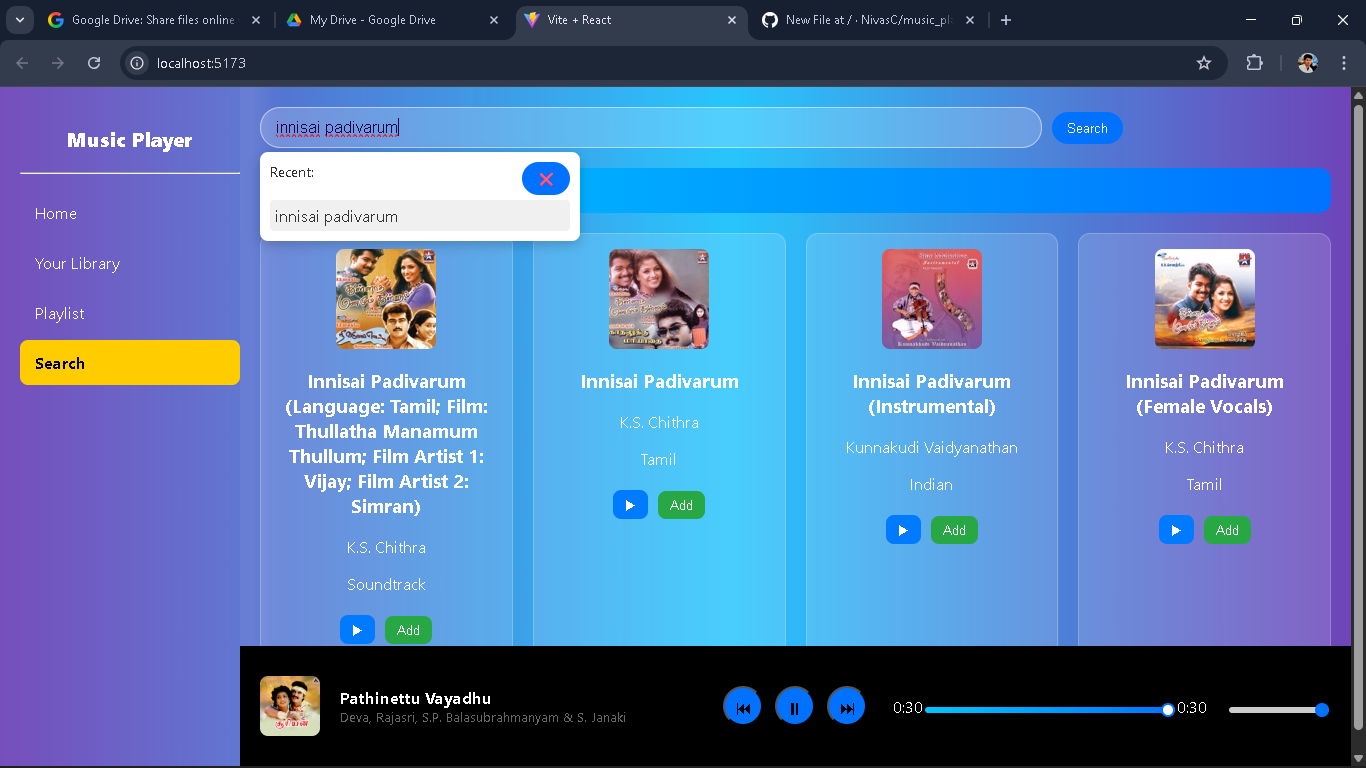 Google Drive: Share files online
My Drive - Google Drive
Vite + React
New File at / · NivasC/music_pl
localhost:5173
Music Player
Home
Your Library
Playlist
Search
innisai padivarum
Search
Recent:
innisai padivarum
Innisai Padivarum
(Language: Tamil; Film:
Thullatha Manamum
Thullum; Film Artist 1:
Vijay; Film Artist 2:
Simran)
K.S. Chithra
Soundtrack
Add
Innisai Padivarum
K.S. Chithra
Tamil
Add
Innisai Padivarum
(Instrumental)
Kunnakudi Vaidyanathan
Indian
Add
Innisai Padivarum
(Female Vocals)
K.S. Chithra
Tamil
Add
Pathinettu Vayadhu
Deva, Rajasri, S.P. Balasubrahmanyam & S. Janaki
0:30
0:30